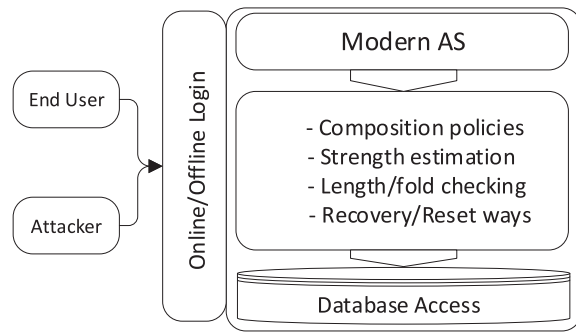 End User
Attacker
Online/Offline Login
Modern AS
- Composition policies
- Strength estimation
- Length/fold checking
- Recovery/Reset ways
Database Access